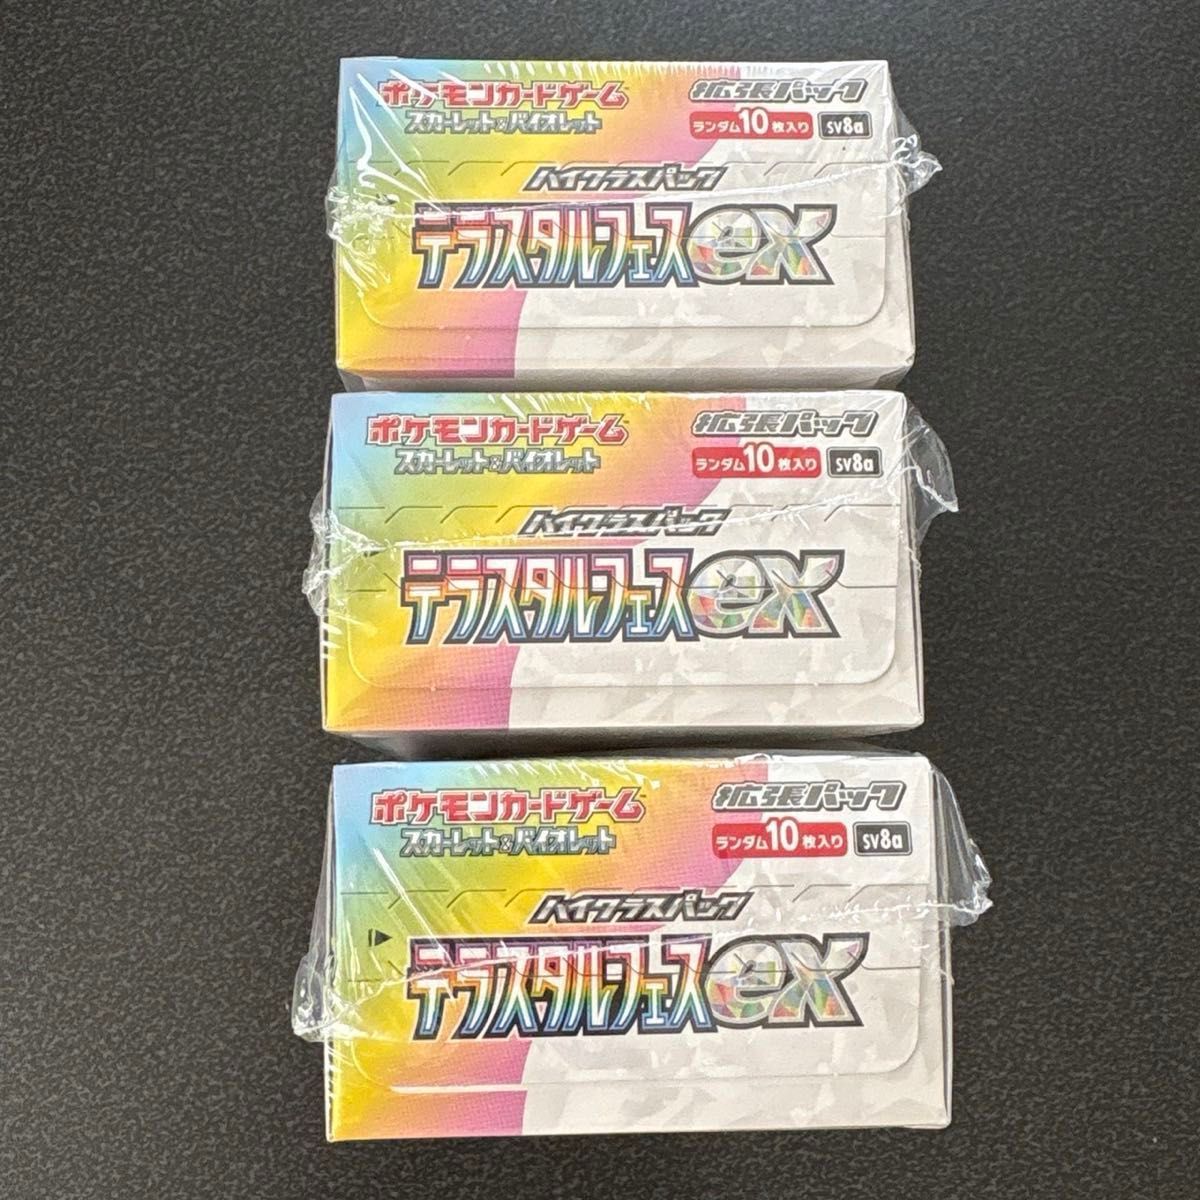 ポケモンカードゲーム
スカーレット&バイオレット
拡張パック
ランダム10枚入り SV8a
ハイクラスパック
テラスタルフェスex
ポケモンカードゲーム
スカーレット&バイオレット
拡張パック
ランダム10枚入り SV8a
ハイクラスパック
テラスタルフェスex
ポケモンカードゲーム
スカーレット&バイオレット
拡張パック
ランダム10枚入り SV8a
ハイクラスパック
テラスタルフェスex